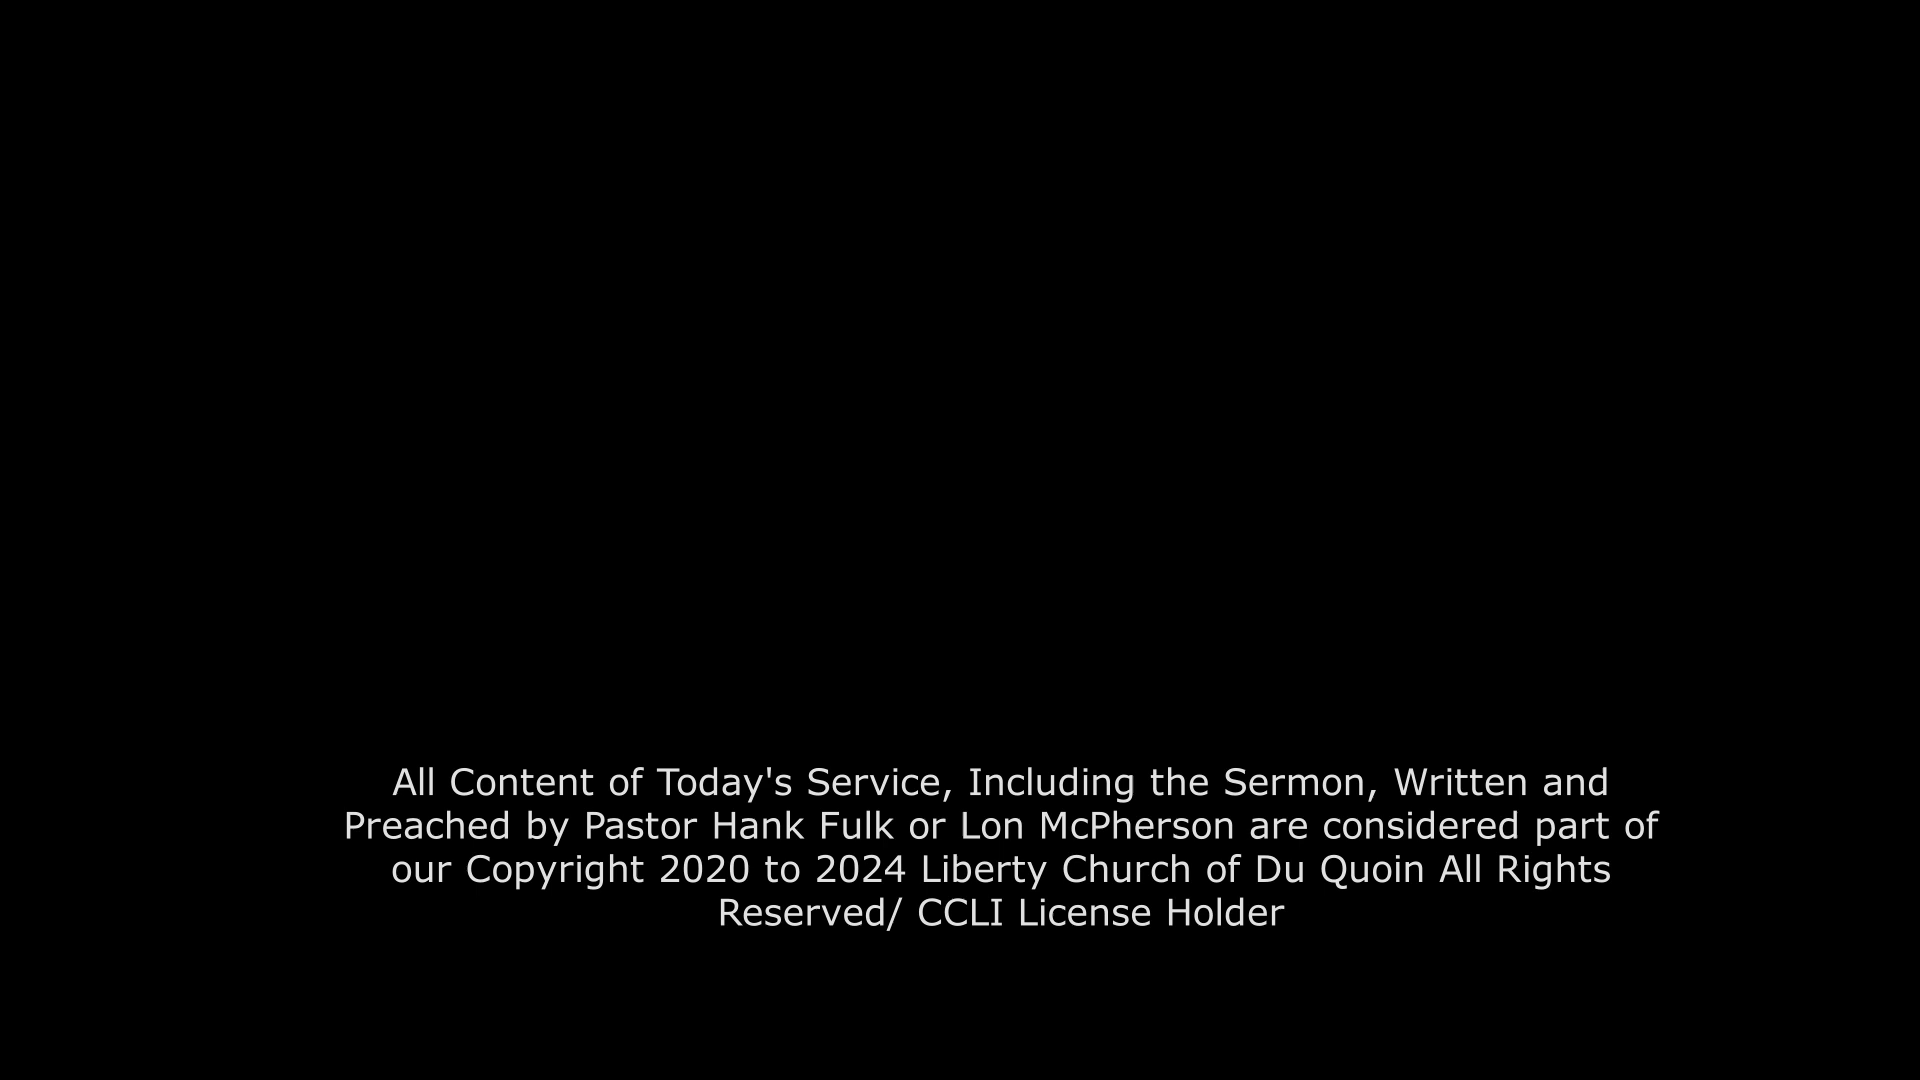 All Content of Today's Service, Including the Sermon, Written and
Preached by Pastor Hank Fulk or Lon McPherson are considered part of
our Copyright 2020 to 2024 Liberty Church of Du Quoin All Rights
Reserved/ CCLI License Holder